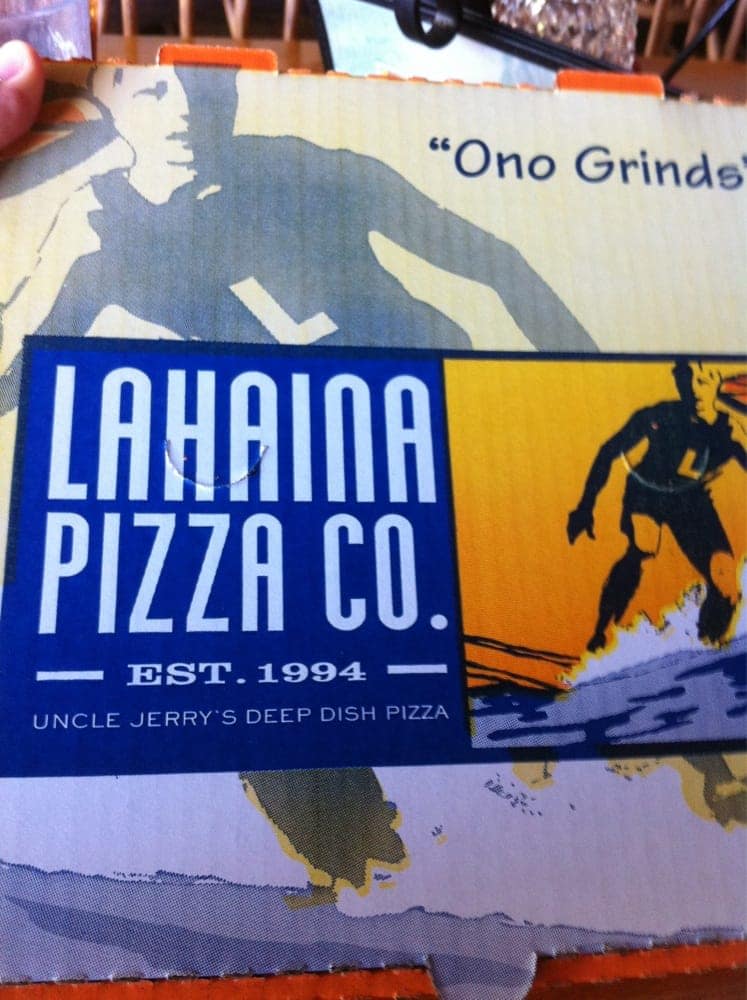 “Ono Grinds”
L
LAHAINA
PIZZA CO.
EST. 1994
UNCLE JERRY`S DEEP DISH PIZZA
L